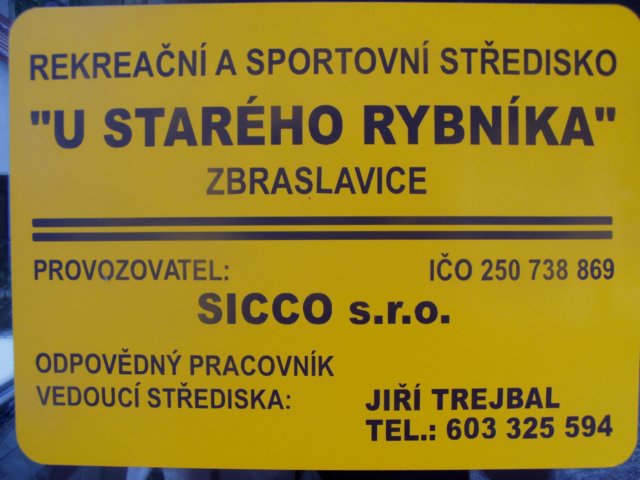 REKREAČNÍ A SPORTOVNÍ STŘEDISKO
"U STARÉHO RYBNÍKA"
ZBRASLAVICE
PROVOZOVATEL: IČO 250 738 869
SICCO s.r.o.
ODPOVĚDNÝ PRACOVNÍK
VEDOUCÍ STŘEDISKA: JIŘÍ TREJBAL
TEL.: 603 325 594